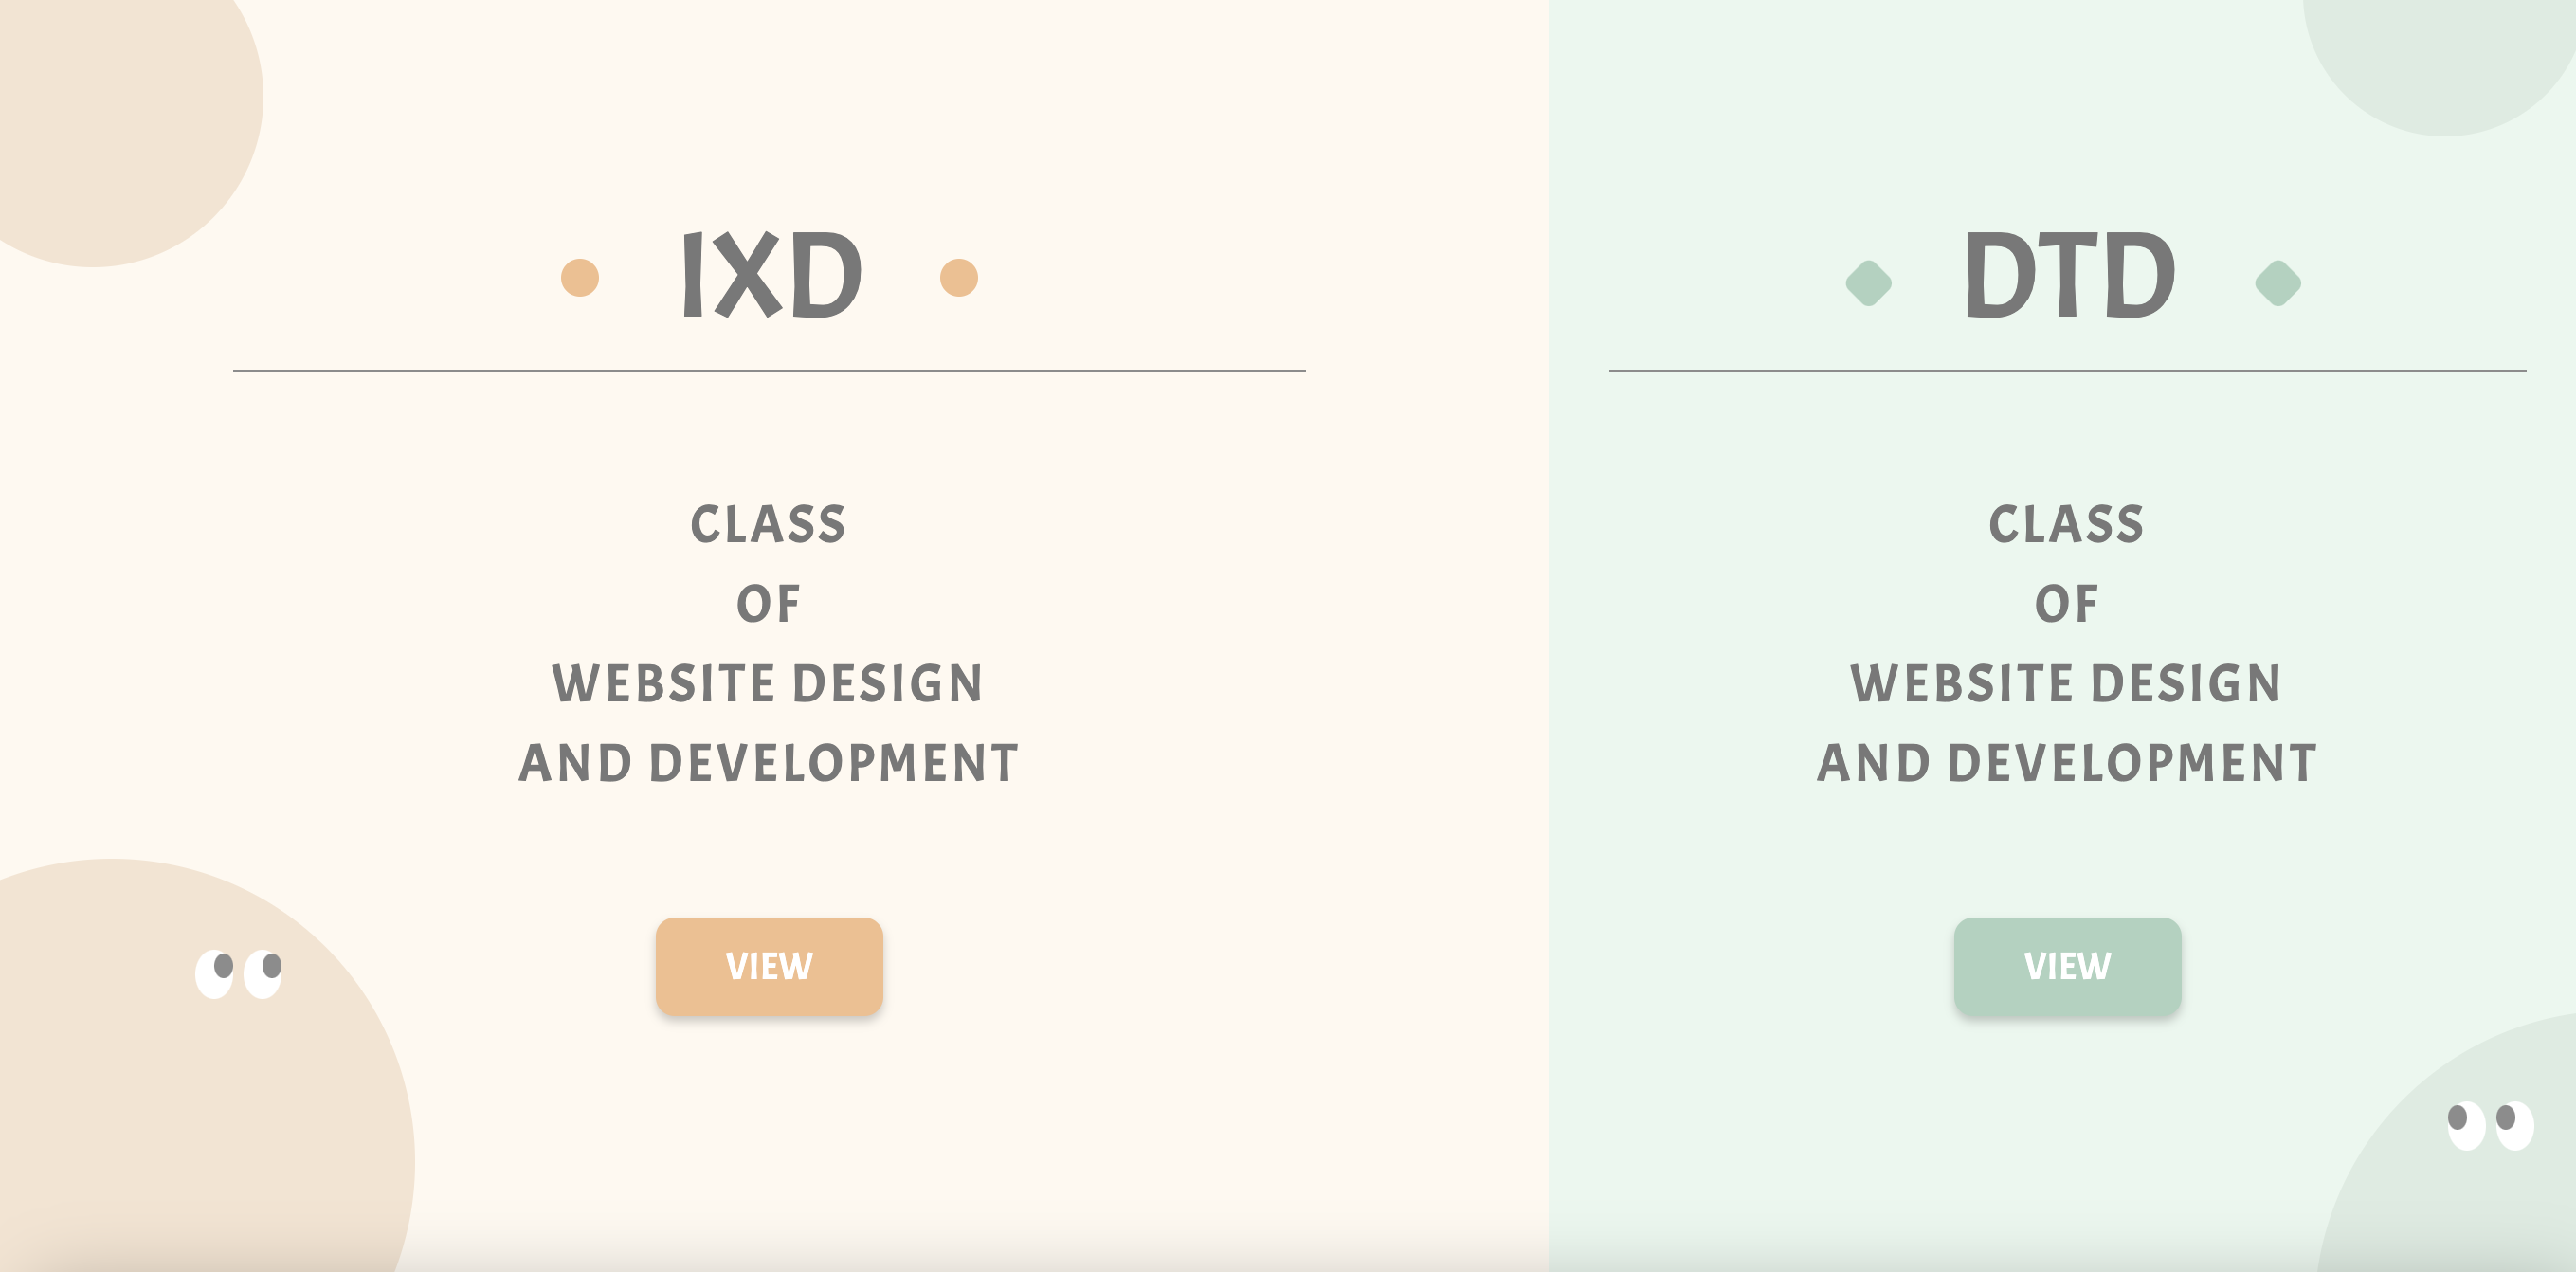 IXD
CLASS
OF
WEBSITE DESIGN
AND DEVELOPMENT
VIEW
DTD
CLASS
OF
WEBSITE DESIGN
AND DEVELOPMENT
VIEW